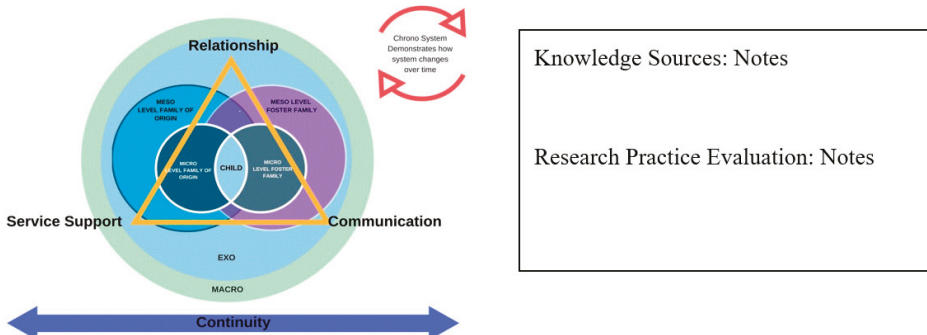 Chrono System
Demonstrates how
system changes
over time
Relationship
MESO
LEVEL FAMILY OF
ORIGIN
MESO LEVEL
FOSTER FAMILY
MICRO
LEVEL FAMILY OF
ORIGIN
CHILD
MICRO
LEVEL FOSTER
FAMILY
Service Support
Communication
EXO
MACRO
Continuity
Knowledge Sources: Notes
Research Practice Evaluation: Notes